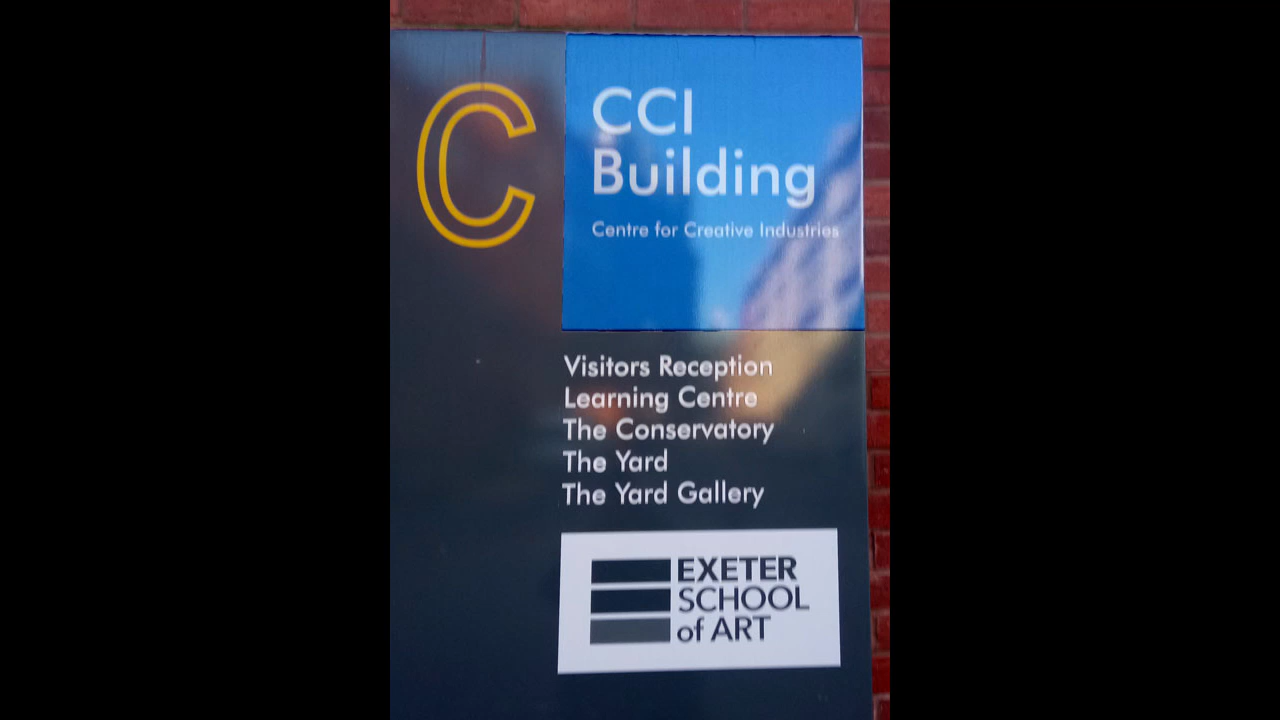 C
CCI
Building
Centre for Creative Industries
Visitors Reception
Learning Centre
The Conservatory
The Yard
The Yard Gallery
EXETER
SCHOOL
of ART